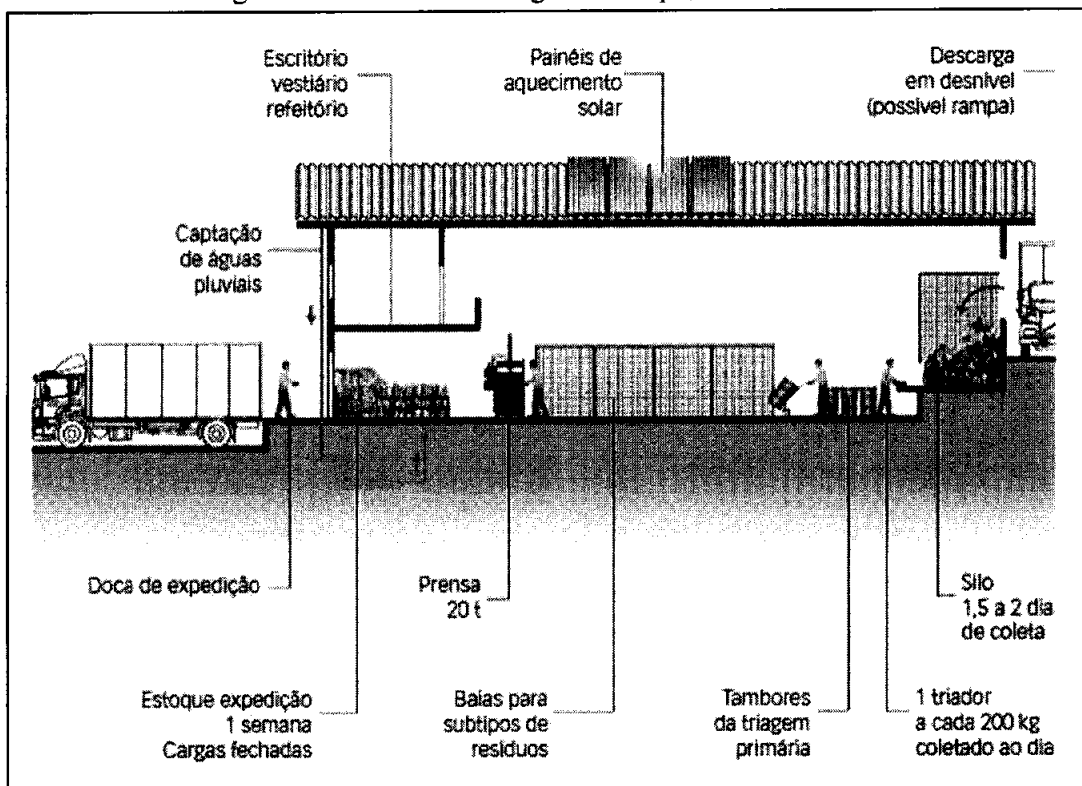 Escritório
vestiário
refeitório
Painéis de
aquecimento
solar
Descarga
em desnível
(possível rampa)
Captação
de águas
pluviais
Doca de expedição
Prensa
20 t
Silo
1,5 a 2 dia
de coleta
Estoque expedição
1 semana
Cargas fechadas
Baias para
subtipos de
resíduos
Tambores
da triagem
primária
1 triador
a cada 200 kg
coletado ao dia